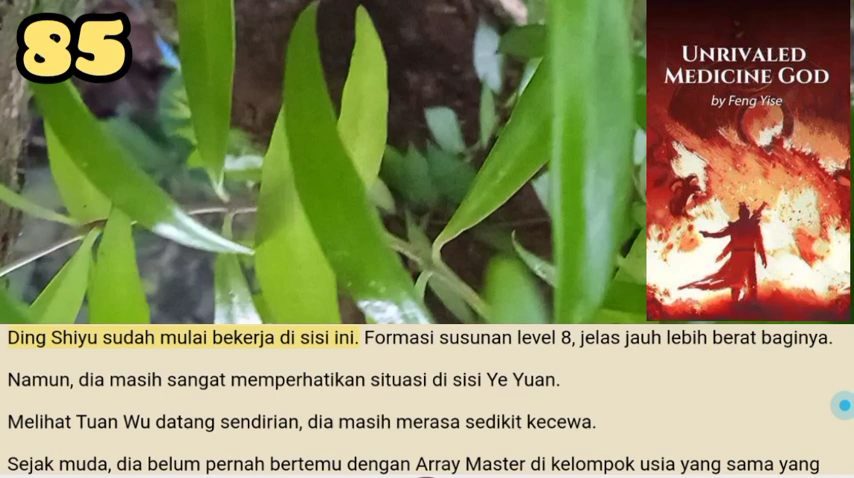 85
UNRIVALED
MEDICINE GOD
by Feng Yise
Ding Shiyu sudah mulai bekerja di sisi ini. Formasi susunan level 8, jelas jauh lebih berat baginya.
Namun, dia masih sangat memperhatikan situasi di sisi Ye Yuan.
Melihat Tuan Wu datang sendirian, dia masih merasa sedikit kecewa.
Sejak muda, dia belum pernah bertemu dengan Array Master di kelompok usia yang sama yang